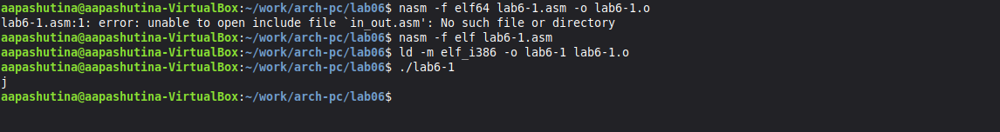 aapashutina@aapashutina-VirtualBox:~/work/arch-pc/lab06$ nasm -f elf64 lab6-1.asm -o lab6-1.o
lab6-1.asm:1: error: unable to open include file `in_out.asm': No such file or directory
aapashutina@aapashutina-VirtualBox:~/work/arch-pc/lab06$ nasm -f elf lab6-1.asm
aapashutina@aapashutina-VirtualBox:~/work/arch-pc/lab06$ ld -m elf_i386 -o lab6-1 lab6-1.o
aapashutina@aapashutina-VirtualBox:~/work/arch-pc/lab06$ ./lab6-1
j
aapashutina@aapashutina-VirtualBox:~/work/arch-pc/lab06$